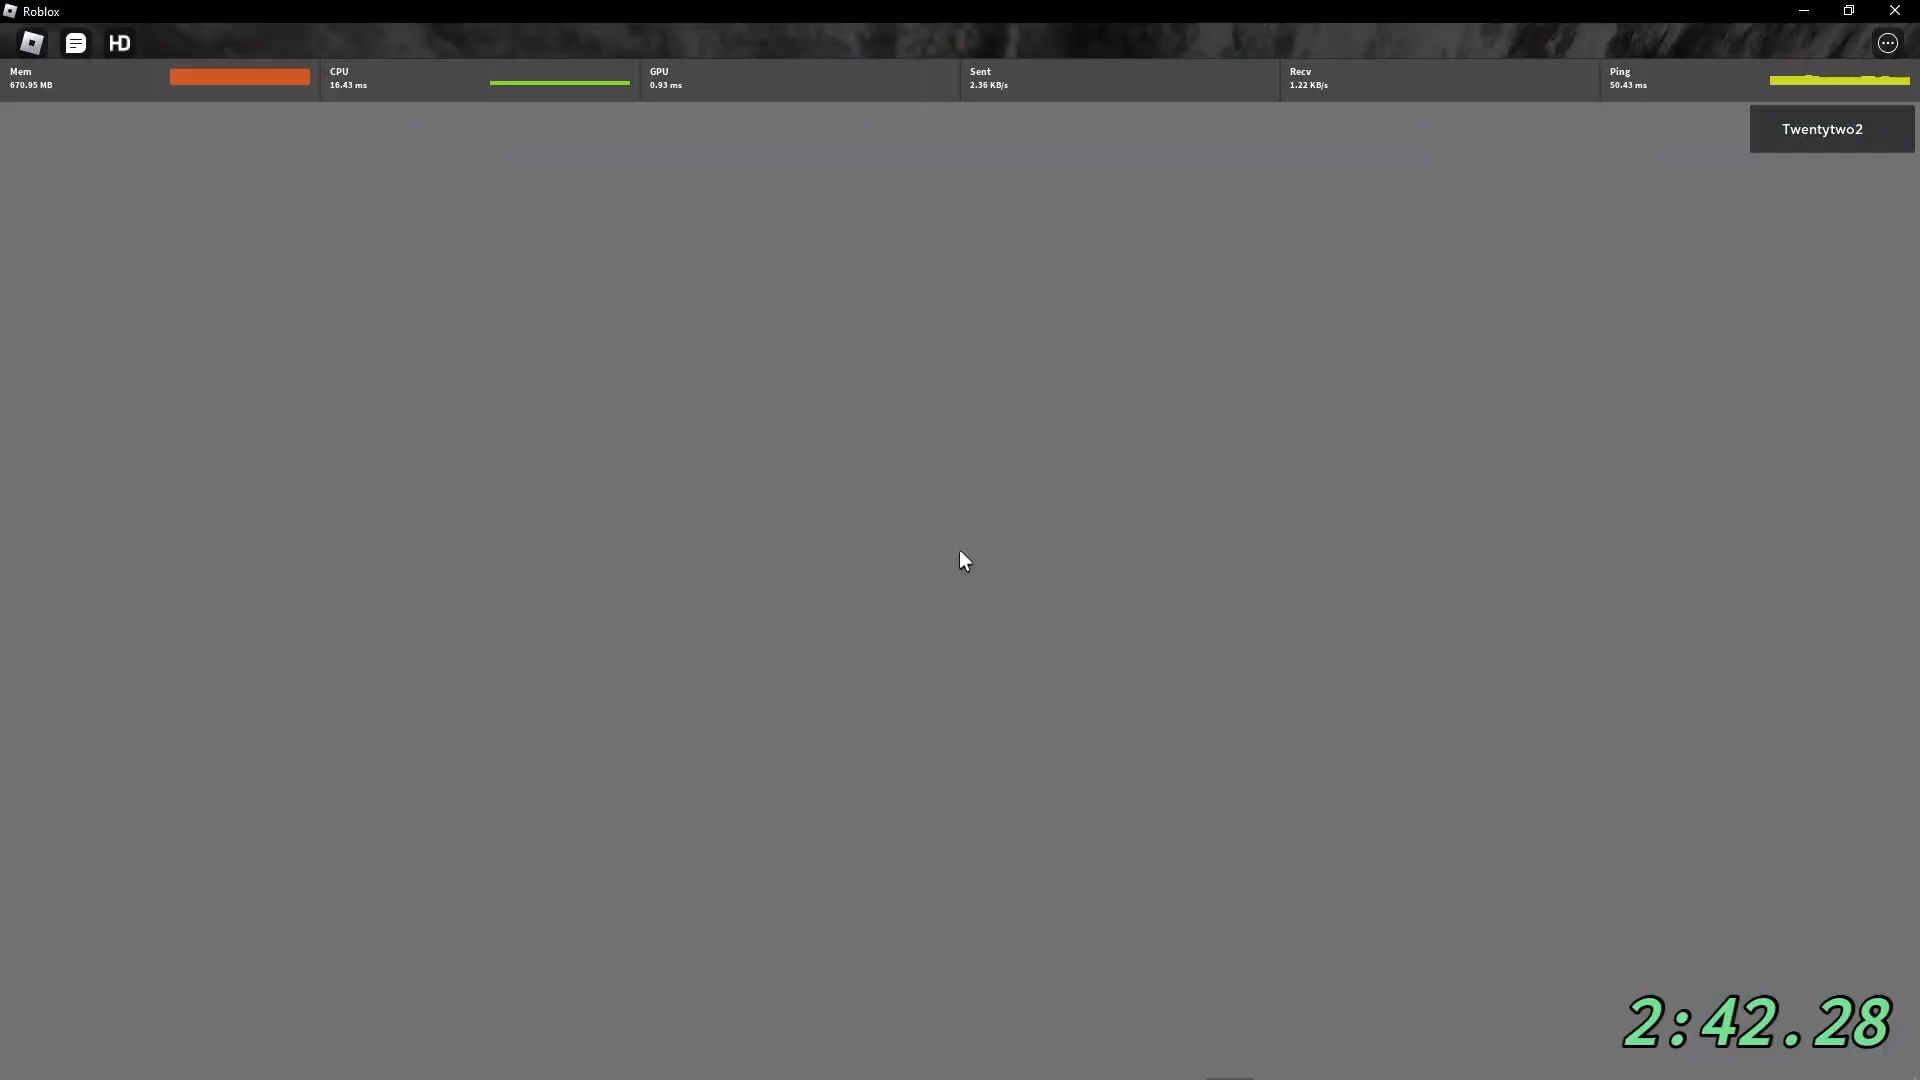 Roblox
HD
Mem
670.95 MB
CPU
16.43 ms
GPU
0.93 ms
Sent
2.36 KB/s
Recv
1.22 KB/s
Ping
50.43 ms
Twentytwo2
2:42.28